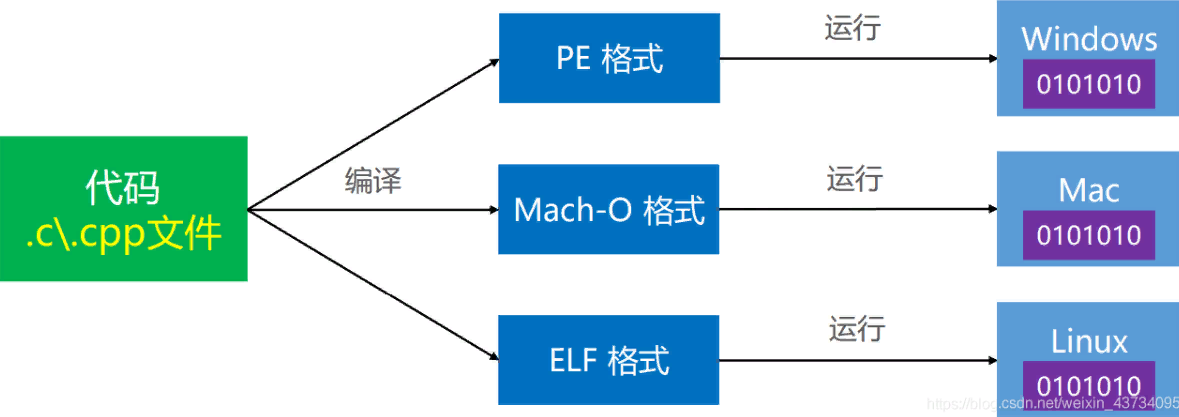 代码
.c\.cpp文件
编译
PE 格式
运行
Windows
0101010
Mach-O 格式
运行
Mac
0101010
ELF 格式
运行
Linux
0101010
https://blog.csdn.net/weixin_43734095